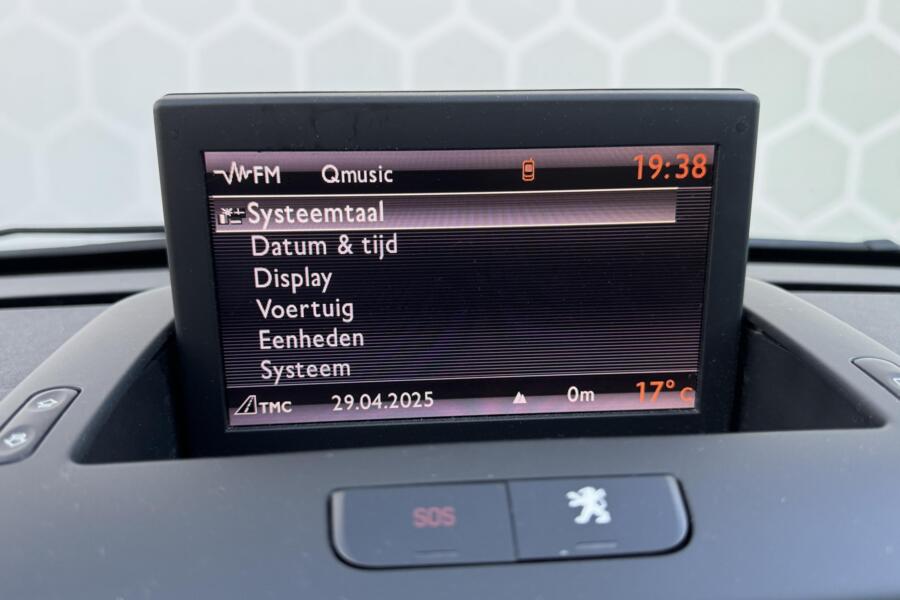 FM Qmusic 19:38
Systeemtaal
Datum & tijd
Display
Voertuig
Eenheden
Systeem
TMC 29.04.2025 0m 17° C
SOS